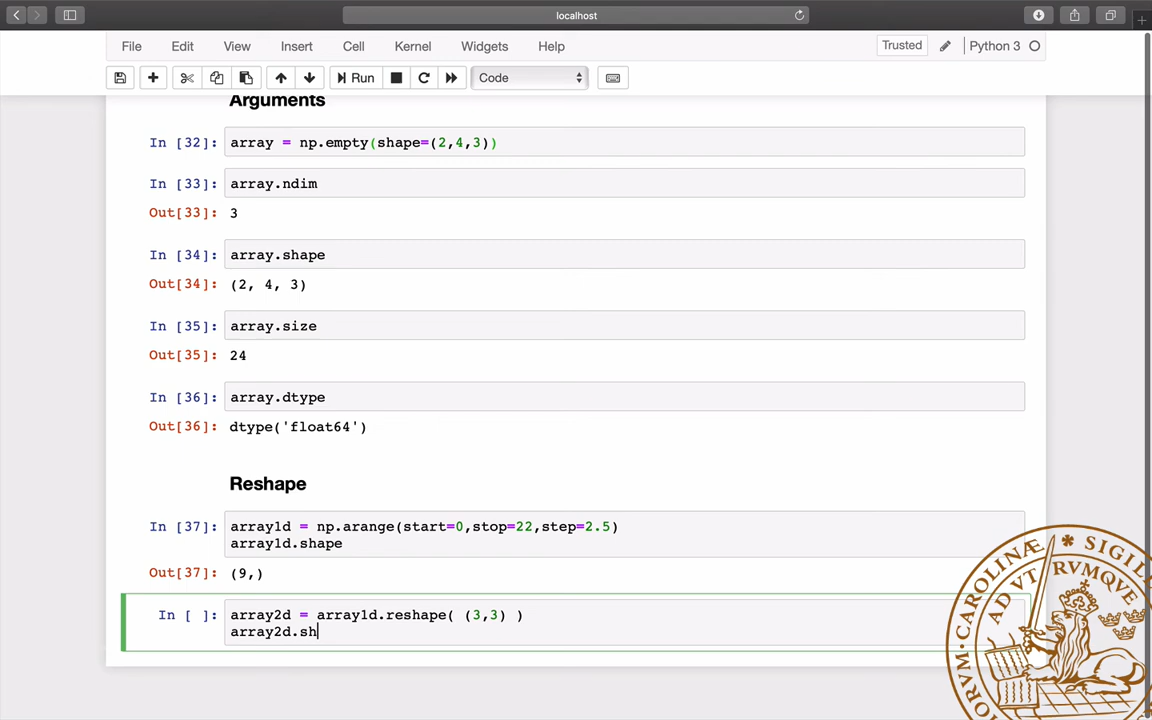 localhost
File Edit View Insert Cell Kernel Widgets Help Trusted Python 3
Run Code
Arguments
In [32]: array = np.empty(shape=(2,4,3))
In [33]: array.ndim
Out[33]: 3
In [34]: array.shape
Out[34]: (2, 4, 3)
In [35]: array.size
Out[35]: 24
In [36]: array.dtype
Out[36]: dtype('float64')
Reshape
In [37]: array1d = np.arange(start=0,stop=22,step=2.5)
array1d.shape
Out[37]: (9,)
In [ ]: array2d = array1d.reshape( (3,3) )
array2d.sh
CAROLINÆ * SIGIL
AD VTRVMQVE